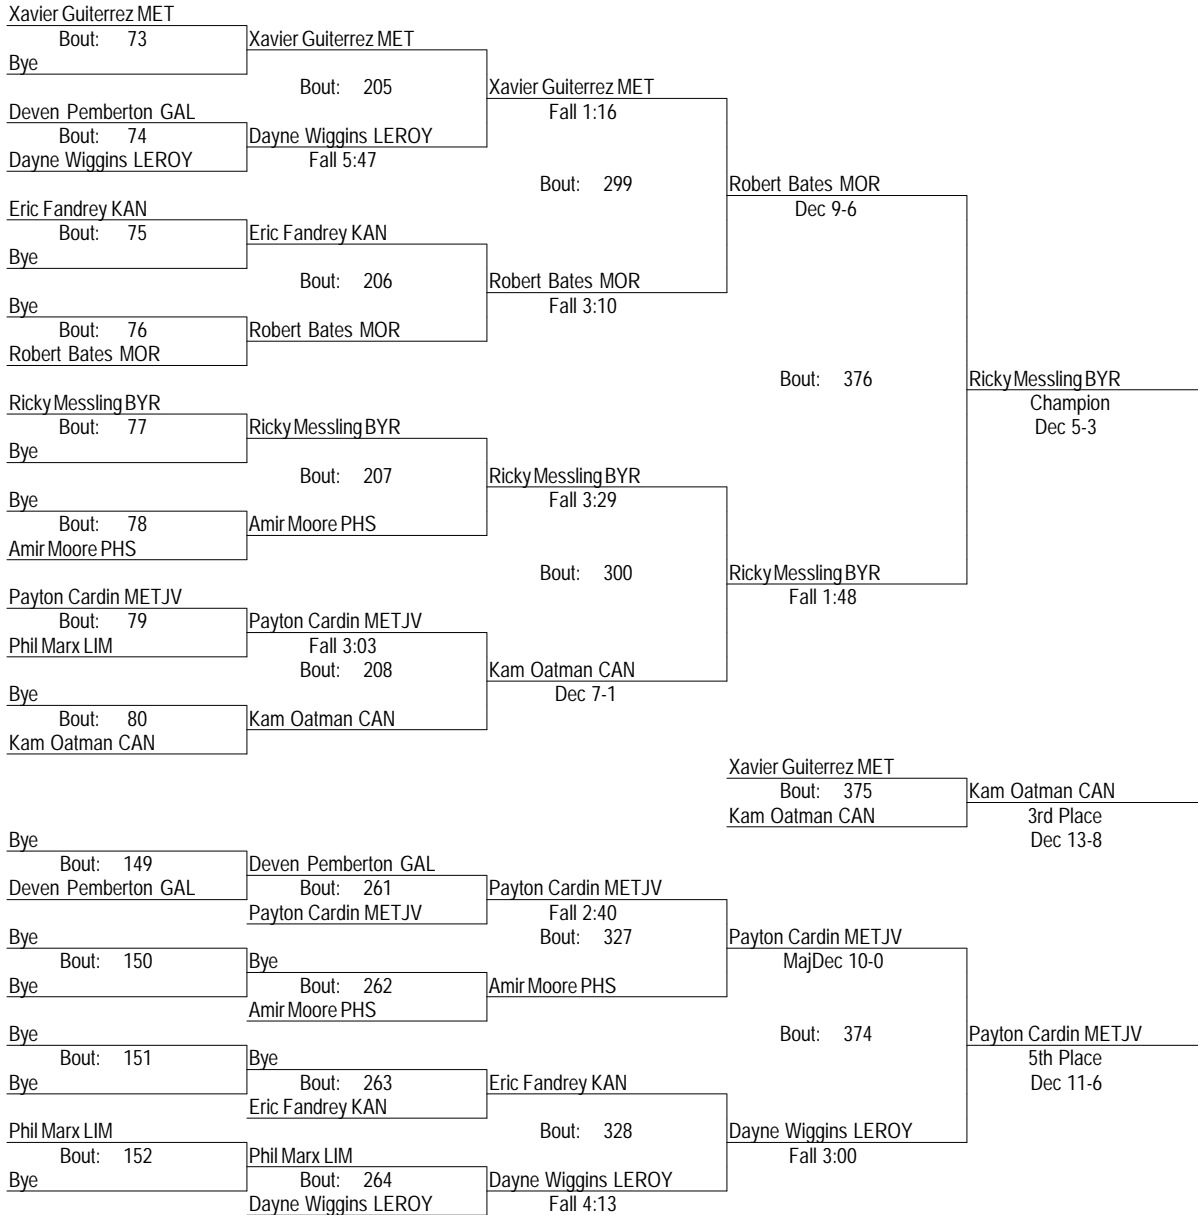 Xavier Guiterrez MET
Bout: 73
Xavier Guiterrez MET
Bye
Bout: 205
Xavier Guiterrez MET
Fall 1:16
Deven Pemberton GAL
Bout: 74
Dayne Wiggins LEROY
Dayne Wiggins LEROY
Fall 5:47
Bout: 299
Robert Bates MOR
Dec 9-6
Eric Fandrey KAN
Bout: 75
Eric Fandrey KAN
Bye
Bout: 206
Robert Bates MOR
Fall 3:10
Bye
Bout: 76
Robert Bates MOR
Robert Bates MOR
Bout: 376
Ricky Messling BYR
Champion
Dec 5-3
Ricky Messling BYR
Bout: 77
Ricky Messling BYR
Bye
Bout: 207
Ricky Messling BYR
Fall 3:29
Bye
Bout: 78
Amir Moore PHS
Amir Moore PHS
Bout: 300
Ricky Messling BYR
Fall 1:48
Payton Cardin METJV
Bout: 79
Payton Cardin METJV
Phil Marx LIM
Fall 3:03
Bout: 208
Kam Oatman CAN
Dec 7-1
Bye
Bout: 80
Kam Oatman CAN
Kam Oatman CAN
Xavier Guiterrez MET
Bout: 375
Kam Oatman CAN
Kam Oatman CAN
3rd Place
Dec 13-8
Bye
Bout: 149
Deven Pemberton GAL
Deven Pemberton GAL
Bout: 261
Payton Cardin METJV
Payton Cardin METJV
Fall 2:40
Bye
Bout: 327
Payton Cardin METJV
MajDec 10-0
Bout: 150
Bye
Bye
Bout: 262
Amir Moore PHS
Amir Moore PHS
Bye
Bout: 374
Payton Cardin METJV
5th Place
Dec 11-6
Bout: 151
Bye
Bye
Bout: 263
Eric Fandrey KAN
Eric Fandrey KAN
Phil Marx LIM
Bout: 328
Dayne Wiggins LEROY
Fall 3:00
Bout: 152
Phil Marx LIM
Bye
Bout: 264
Dayne Wiggins LEROY
Dayne Wiggins LEROY
Fall 4:13